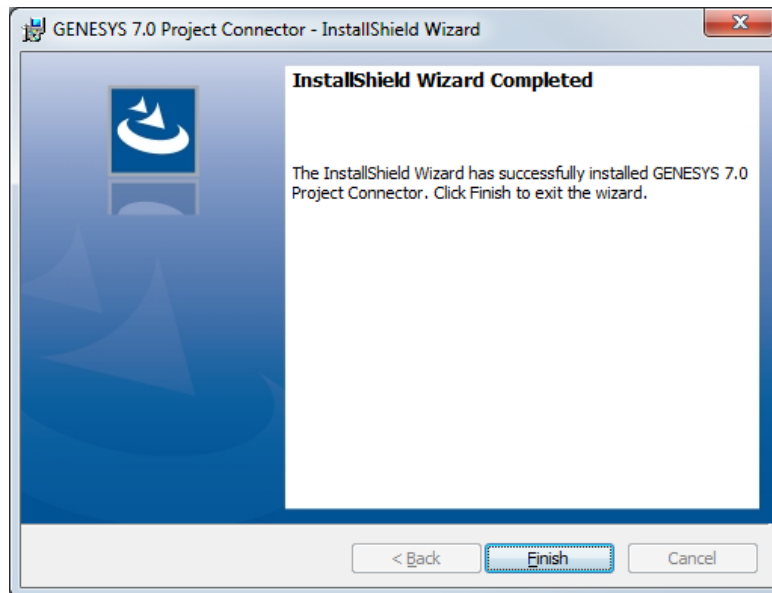 GENESYS 7.0 Project Connector - InstallShield Wizard
InstallShield Wizard Completed
The InstallShield Wizard has successfully installed GENESYS 7.0
Project Connector. Click Finish to exit the wizard.
< Back
Finish
Cancel